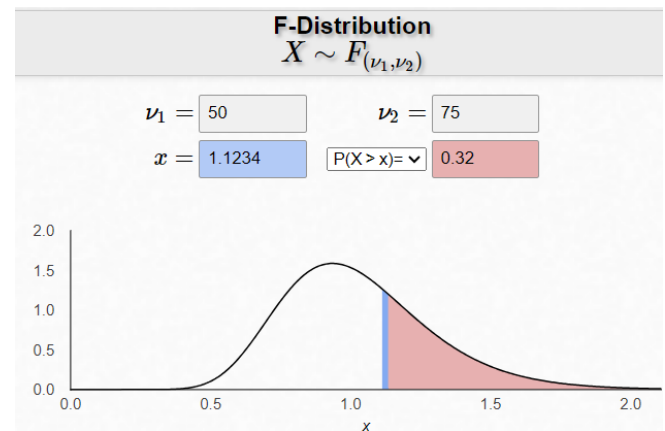 F-Distribution
X ∼ F(ν1,ν2)
ν1 = 50 ν2 = 75
x = 1.1234 P(X > x)= 0.32
2.0
1.5
1.0
0.5
0.0
0.0 0.5 1.0 1.5 2.0
x